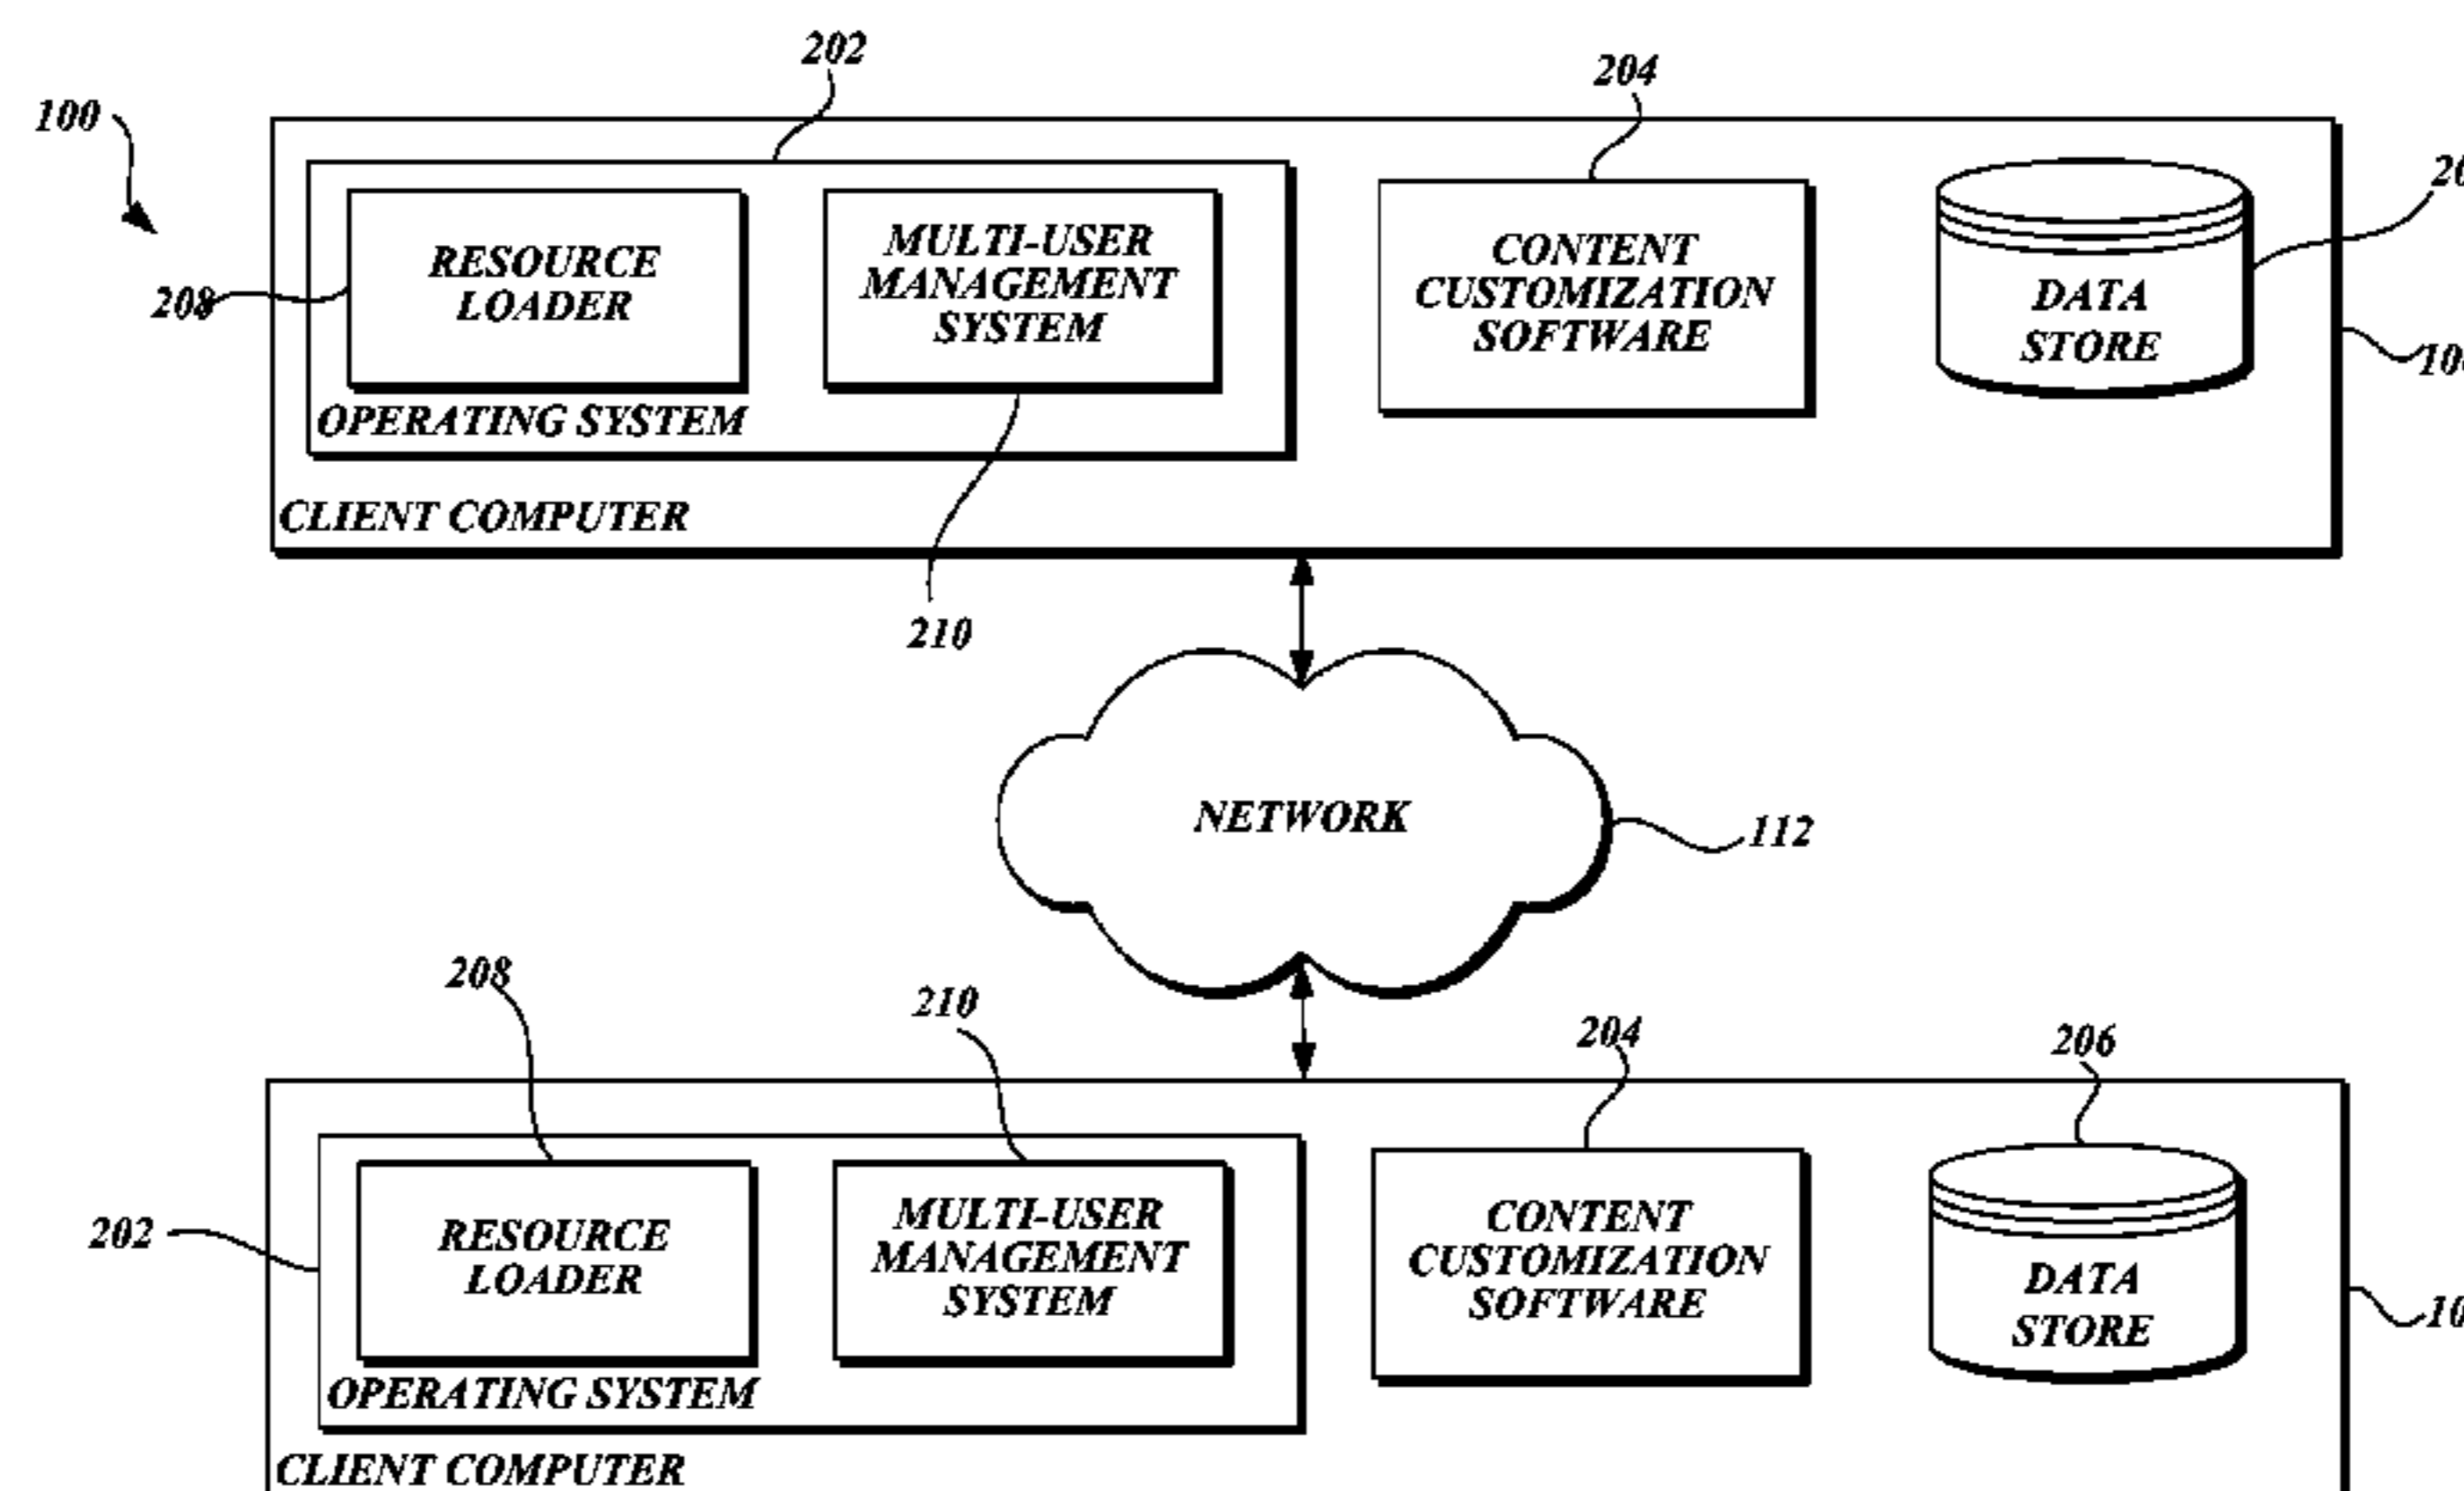 202
204
100
RESOURCE
LOADER
MULTI-USER
MANAGEMENT
SYSTEM
CONTENT
CUSTOMIZATION
SOFTWARE
DATA
STORE
208
OPERATING SYSTEM
CLIENT COMPUTER
210
NETWORK
112
208
210
204
206
202
RESOURCE
LOADER
MULTI-USER
MANAGEMENT
SYSTEM
CONTENT
CUSTOMIZATION
SOFTWARE
DATA
STORE
OPERATING SYSTEM
CLIENT COMPUTER